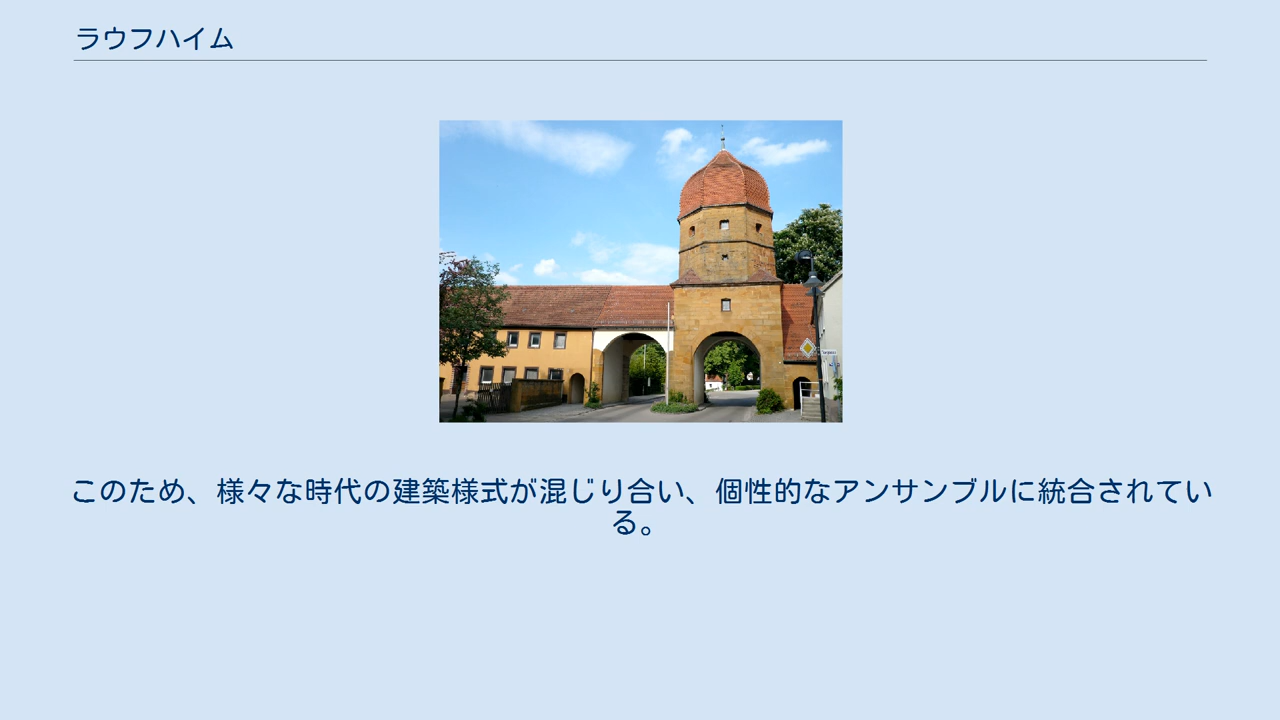 ラウフハイム
このため、様々な時代の建築様式が混じり合い、個性的なアンサンブルに統合されてい
る。